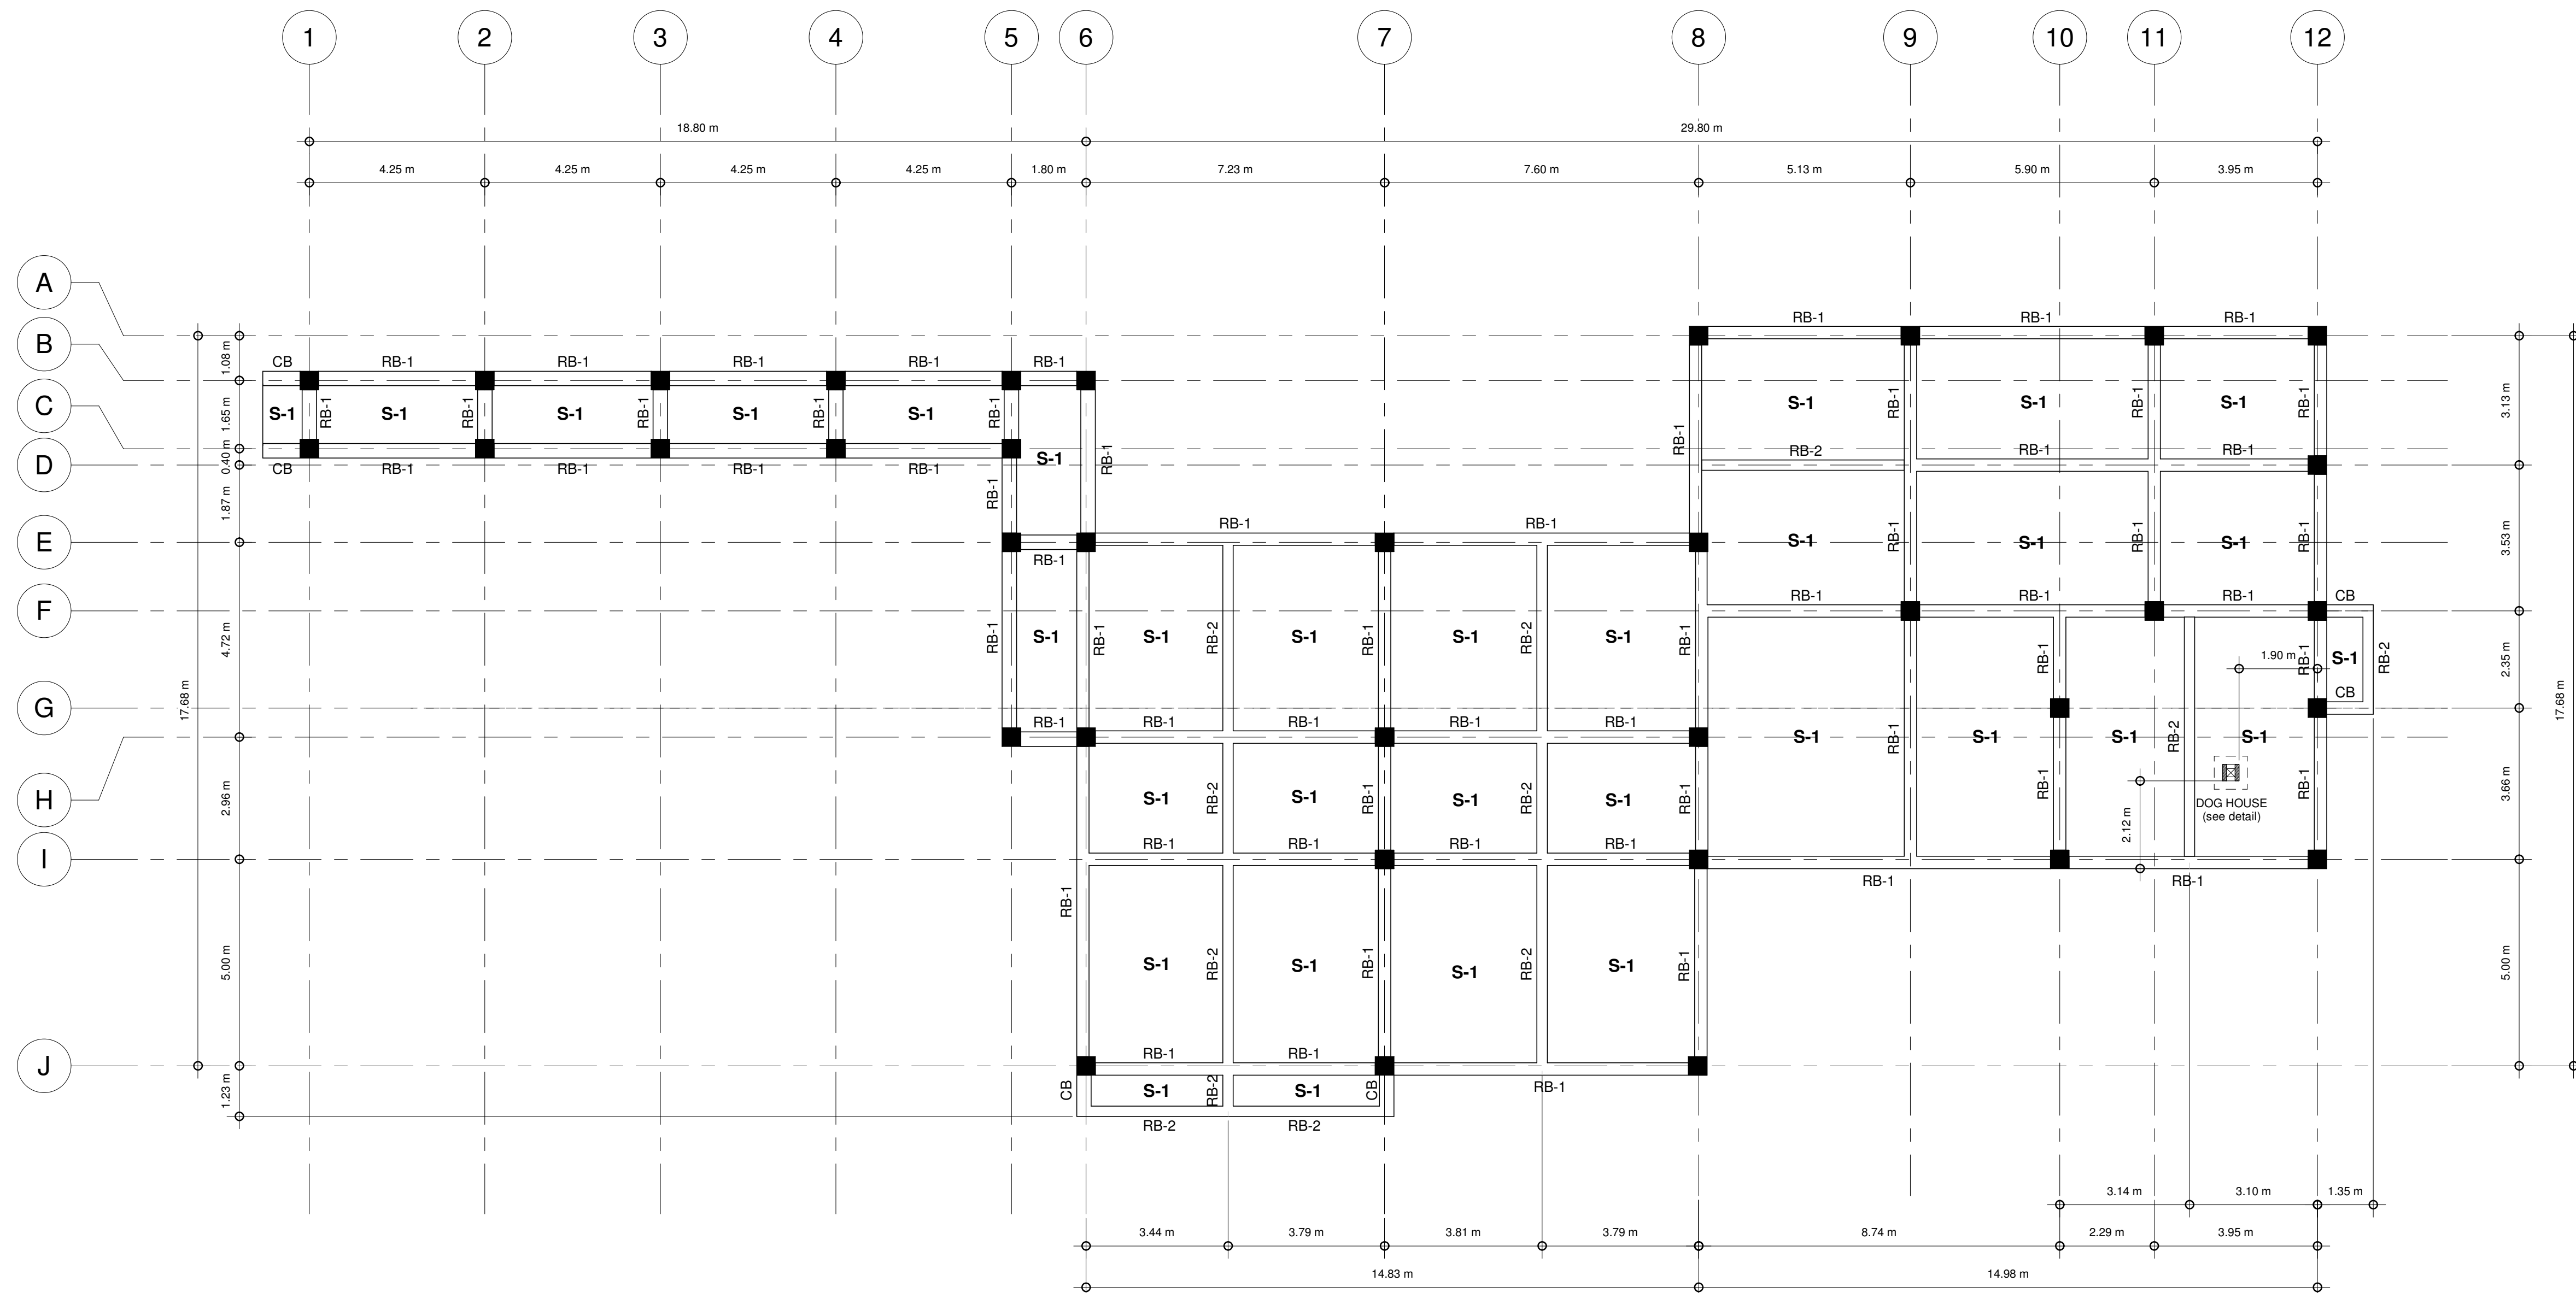 1 2 3 4 5 6 7 8 9 10 11 12
18.80 m 29.80 m
4.25 m 4.25 m 4.25 m 4.25 m 1.80 m 7.23 m 7.60 m 5.13 m 5.90 m 3.95 m
A
RB-1 RB-1 RB-1
B
1.08 m
CB RB-1 RB-1 RB-1 RB-1 RB-1
C
1.65 m
S-1 RB-1 S-1 RB-1 S-1 RB-1 S-1 RB-1 S-1 RB-1
S-1 RB-1 S-1 RB-1 S-1 RB-1
3.13 m
RB-1
RB-2 RB-1 RB-1
D
0.40 m
CB RB-1 RB-1 RB-1 RB-1
S-1 RB-1
1.87 m
RB-1
RB-1 RB-1
E
RB-1
S-1 RB-1 S-1 RB-1 S-1 RB-1
3.53 m
RB-1 RB-1 RB-1 CB
F
4.72 m
RB-1 S-1 RB-1 S-1 RB-2 S-1 RB-1 S-1 RB-2 S-1 RB-1
RB-1
1.90 m
RB-1 S-1 RB-2
2.35 m
CB
17.68 m
17.68 m
G
RB-1 RB-1 RB-1 RB-1 RB-1
S-1 RB-1 S-1 S-1 RB-2 S-1
H
2.96 m
S-1 RB-2 S-1 RB-1 S-1 RB-2 S-1 RB-1
RB-1 RB-1
3.66 m
DOG HOUSE
(see detail)
2.12 m
RB-1 RB-1 RB-1 RB-1
I
RB-1 RB-1
RB-1
5.00 m
S-1 RB-2 S-1 RB-1 S-1 RB-2 S-1 RB-1
5.00 m
RB-1 RB-1
J
1.23 m
CB S-1 RB-2 S-1 CB RB-1
RB-2 RB-2
3.14 m 3.10 m 1.35 m
3.44 m 3.79 m 3.81 m 3.79 m 8.74 m 2.29 m 3.95 m
14.83 m 14.98 m